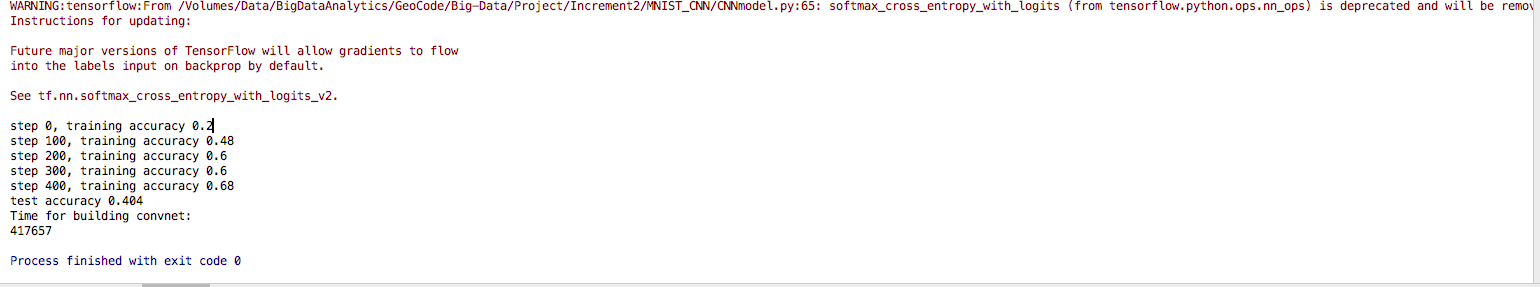 WARNING:tensorflow:From /Volumes/Data/BigDataAnalytics/GeoCode/Big-Data/Project/Increment2/MNIST_CNN/CNNmodel.py:65: softmax_cross_entropy_with_logits (from tensorflow.python.ops.nn_ops) is deprecated and will be remov
Instructions for updating:
Future major versions of TensorFlow will allow gradients to flow
into the labels input on backprop by default.
See tf.nn.softmax_cross_entropy_with_logits_v2.
step 0, training accuracy 0.2
step 100, training accuracy 0.48
step 200, training accuracy 0.6
step 300, training accuracy 0.6
step 400, training accuracy 0.68
test accuracy 0.404
Time for building convnet:
417657
Process finished with exit code 0